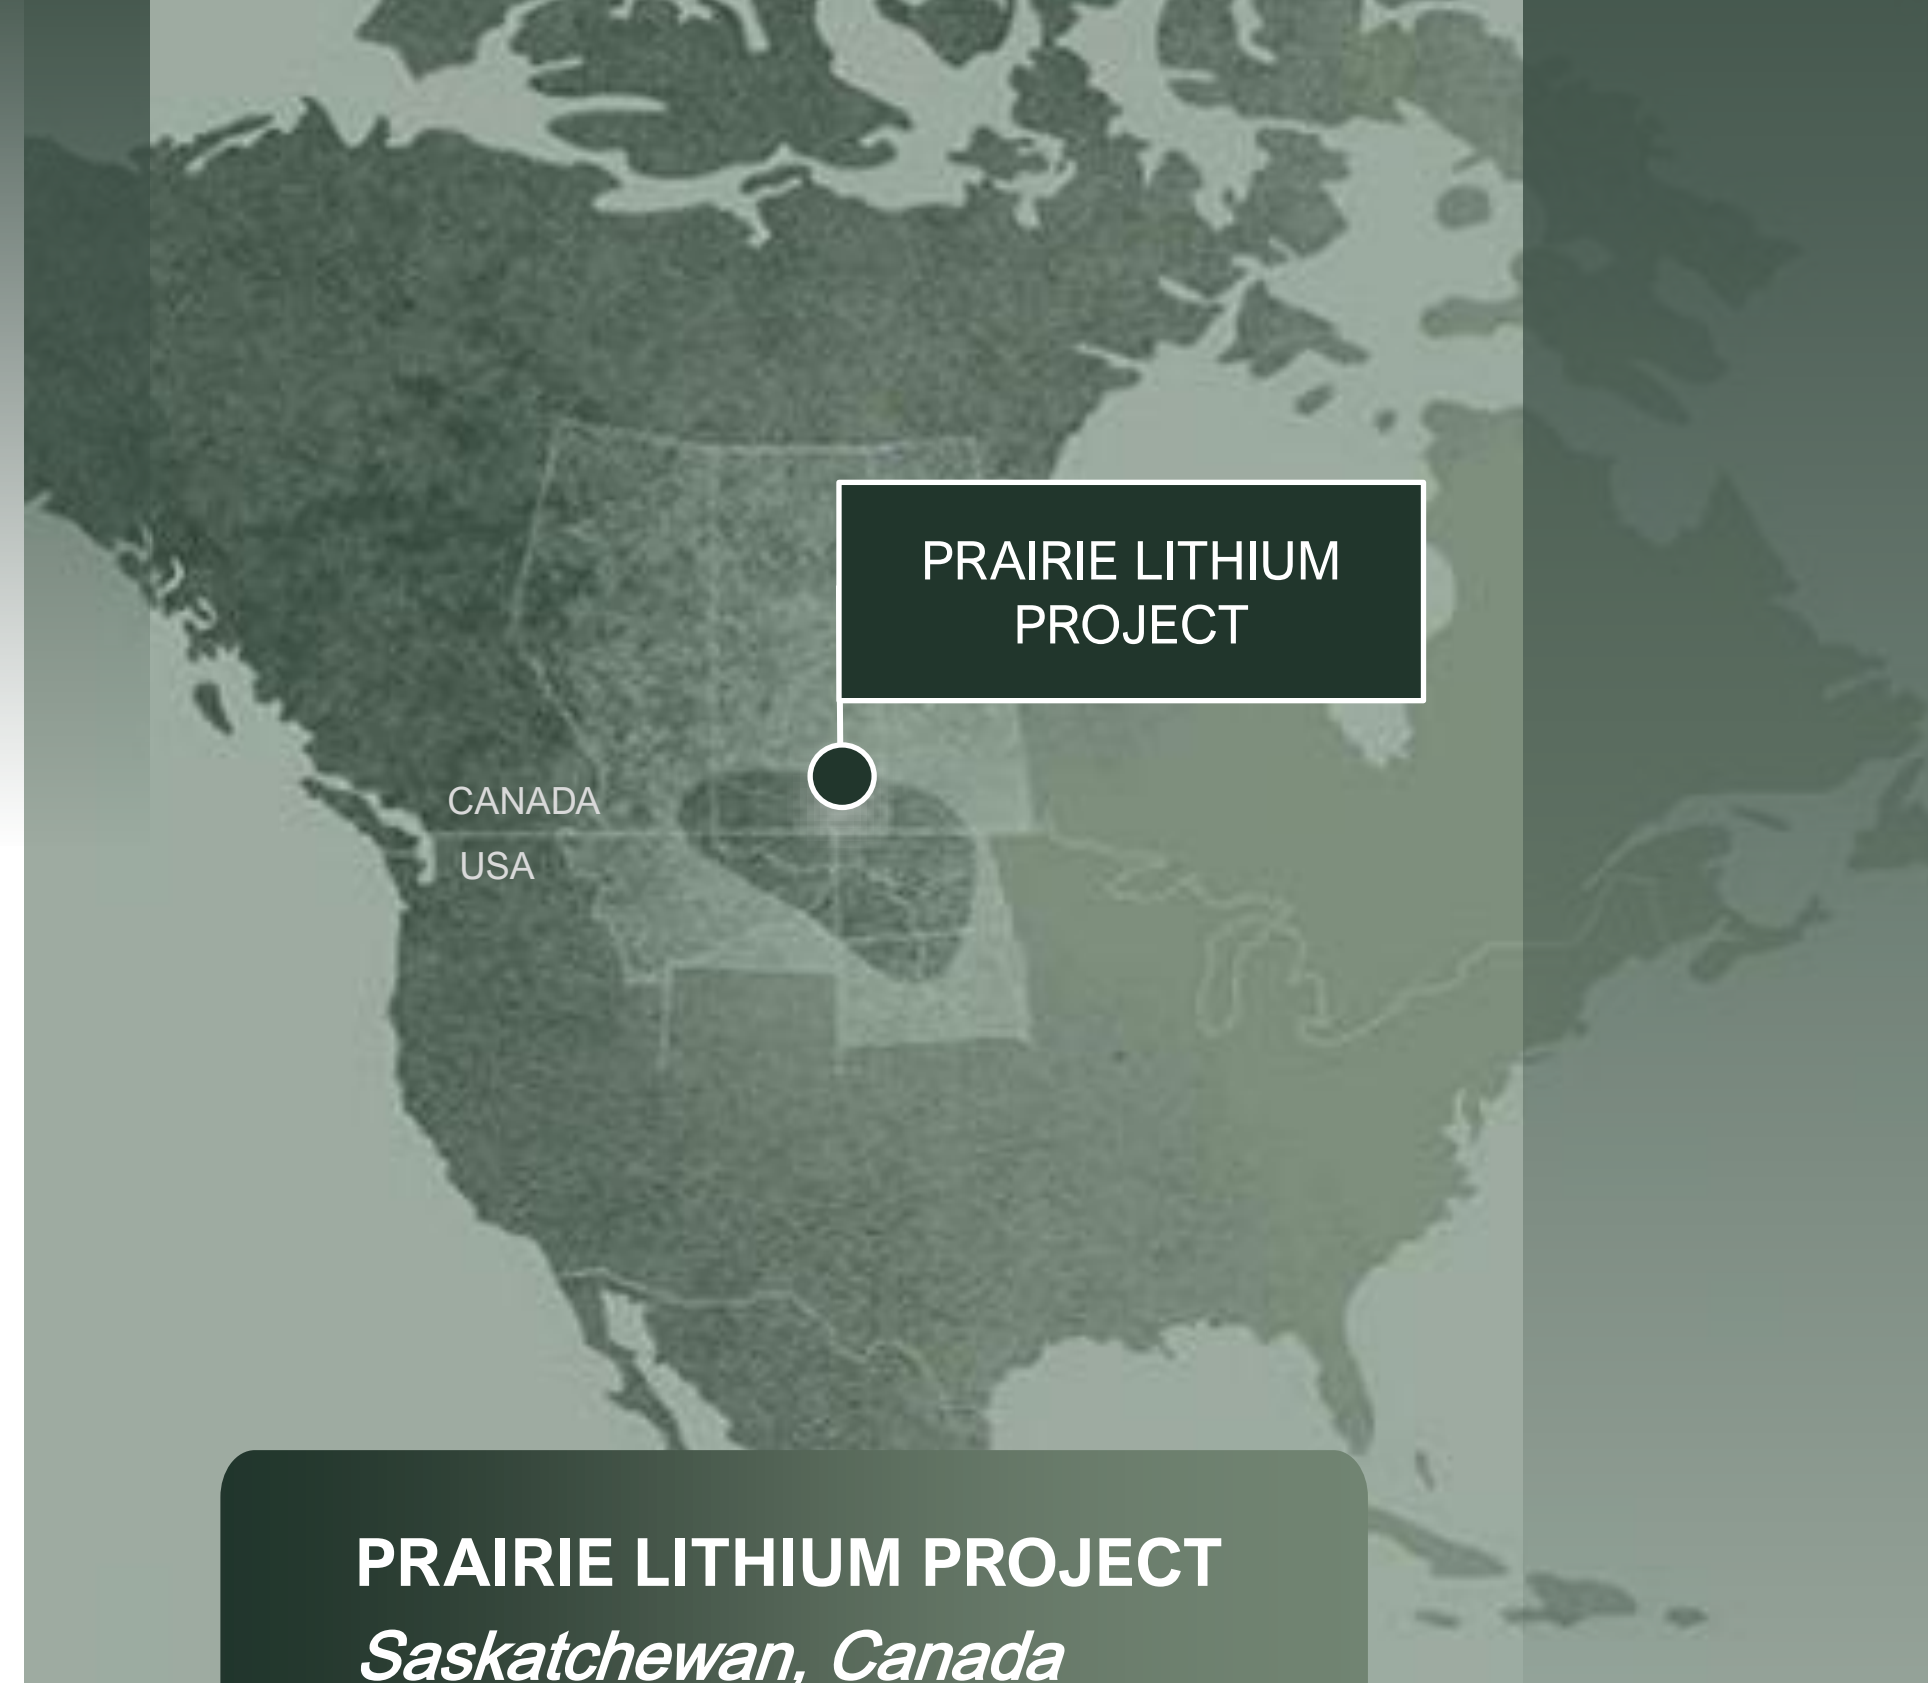 PRAIRIE LITHIUM
PROJECT
CANADA
USA
PRAIRIE LITHIUM PROJECT
Saskatchewan, Canada